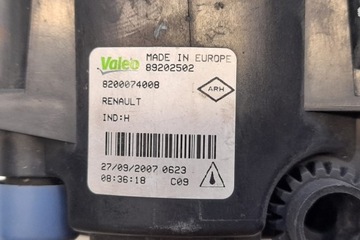 Valeo MADE IN EUROPE
89202502
8200074008
RENAULT
ARH
IND:H
27/09/2007 0623
08:36:18 C09